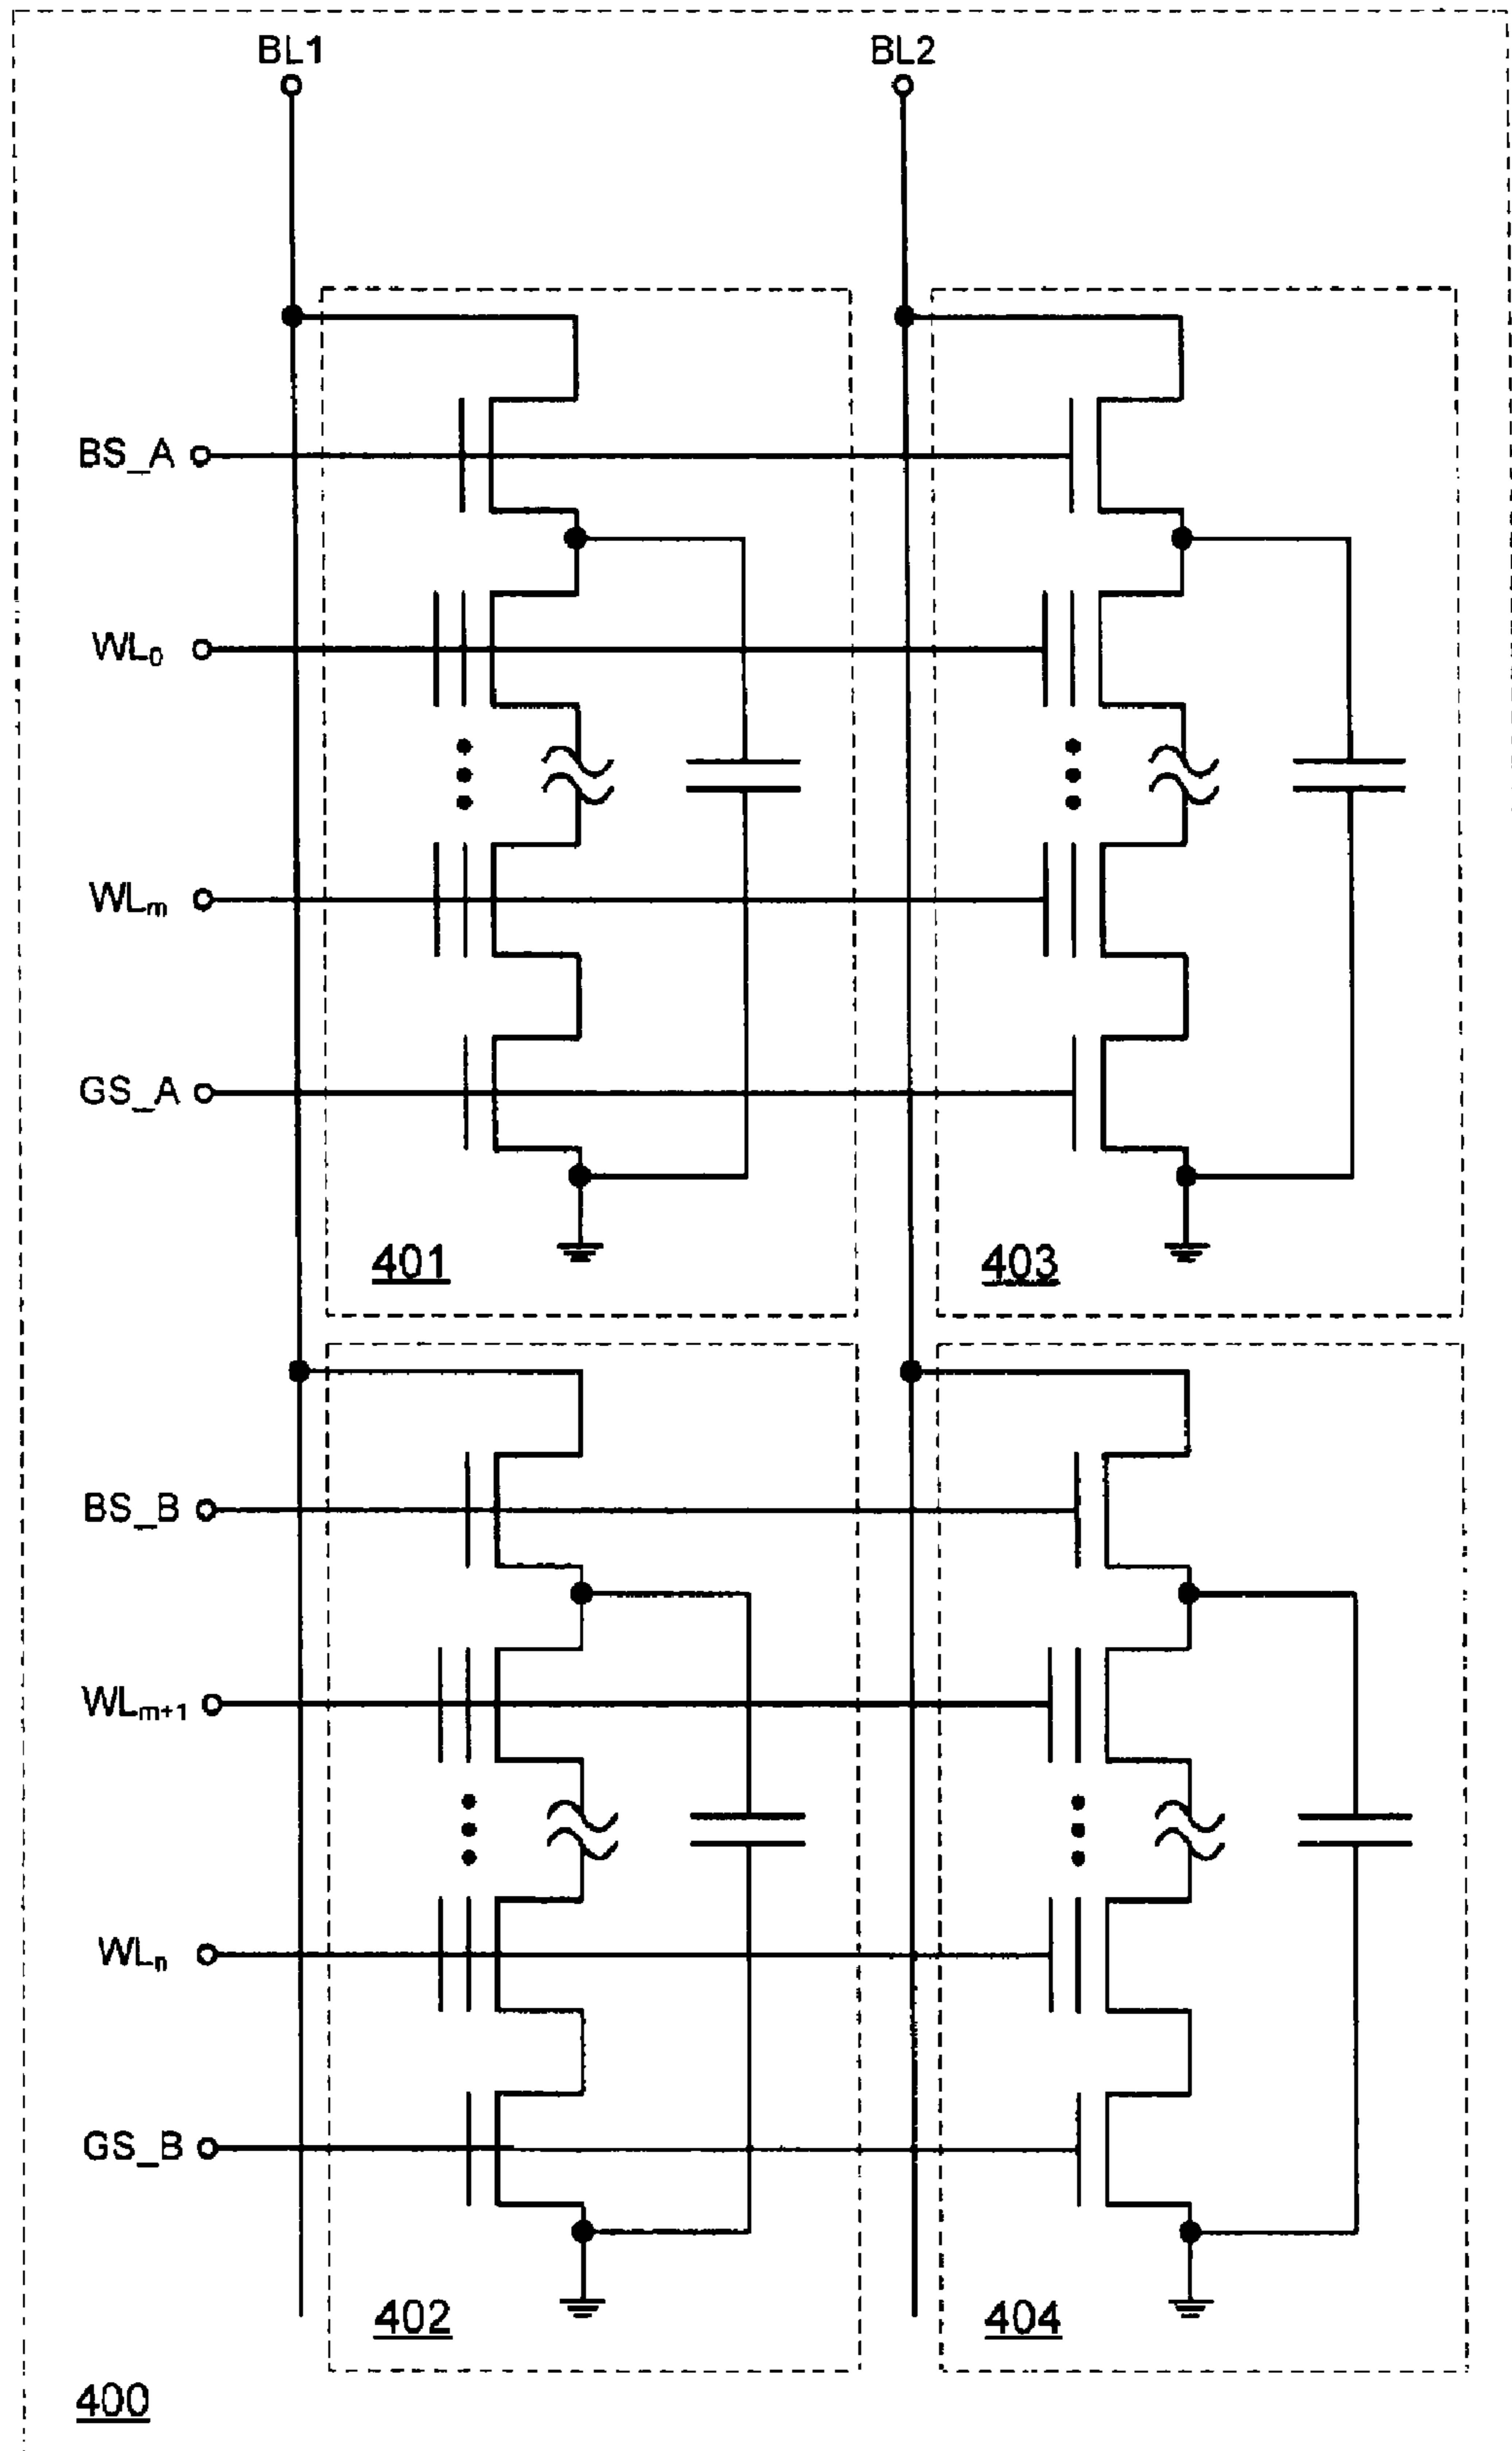 BL1 BL2
BS_A
WL₀
WLₘ
GS_A
401 403
BS_B
WLₘ₊₁
WLₙ
GS_B
402 404
400